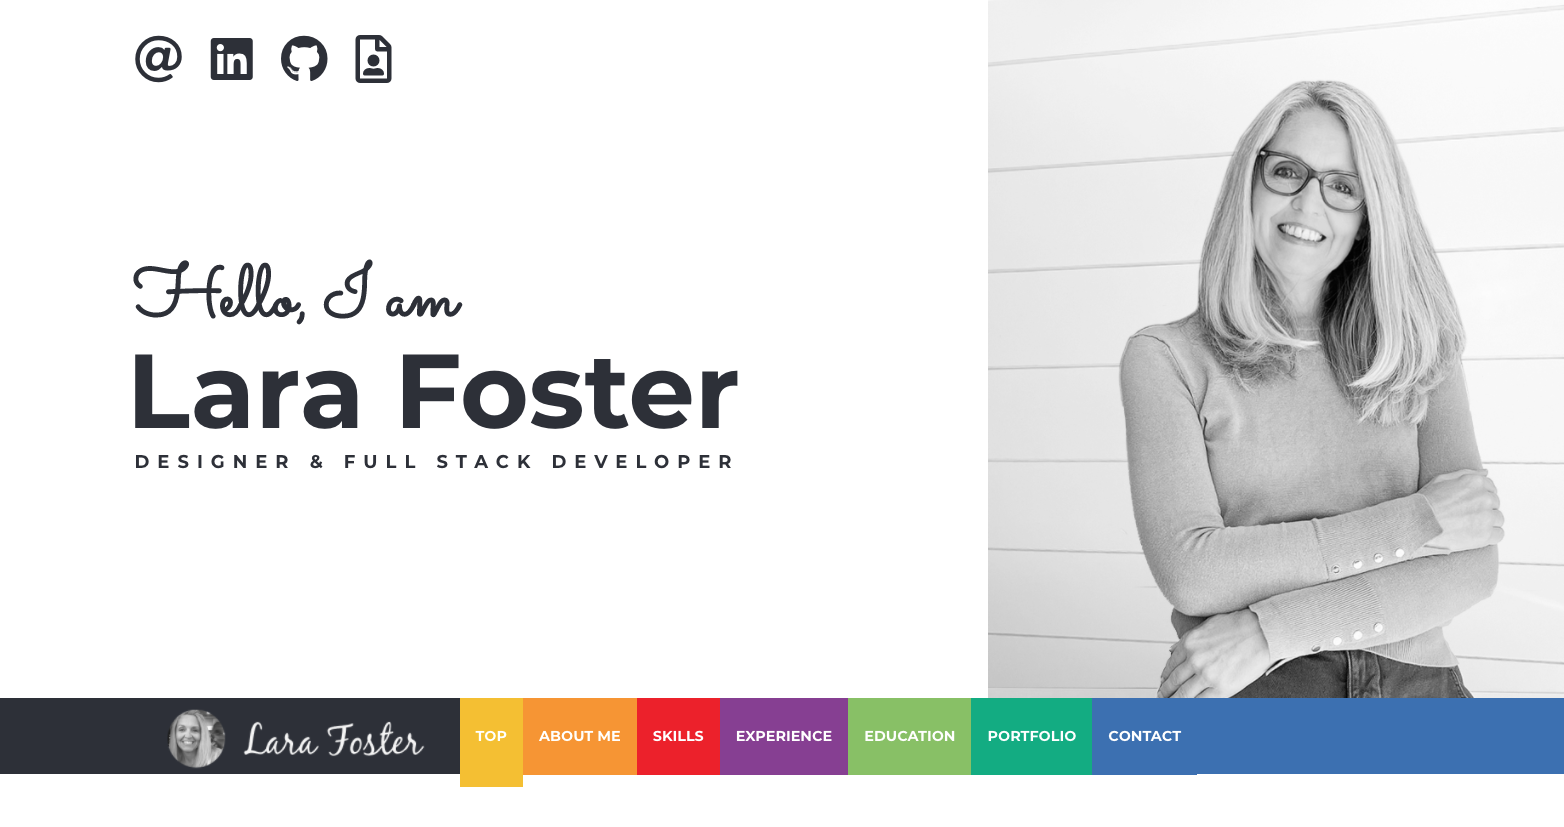 Hello, I am
Lara Foster
DESIGNER & FULL STACK DEVELOPER
Lara Foster
TOP
ABOUT ME
SKILLS
EXPERIENCE
EDUCATION
PORTFOLIO
CONTACT